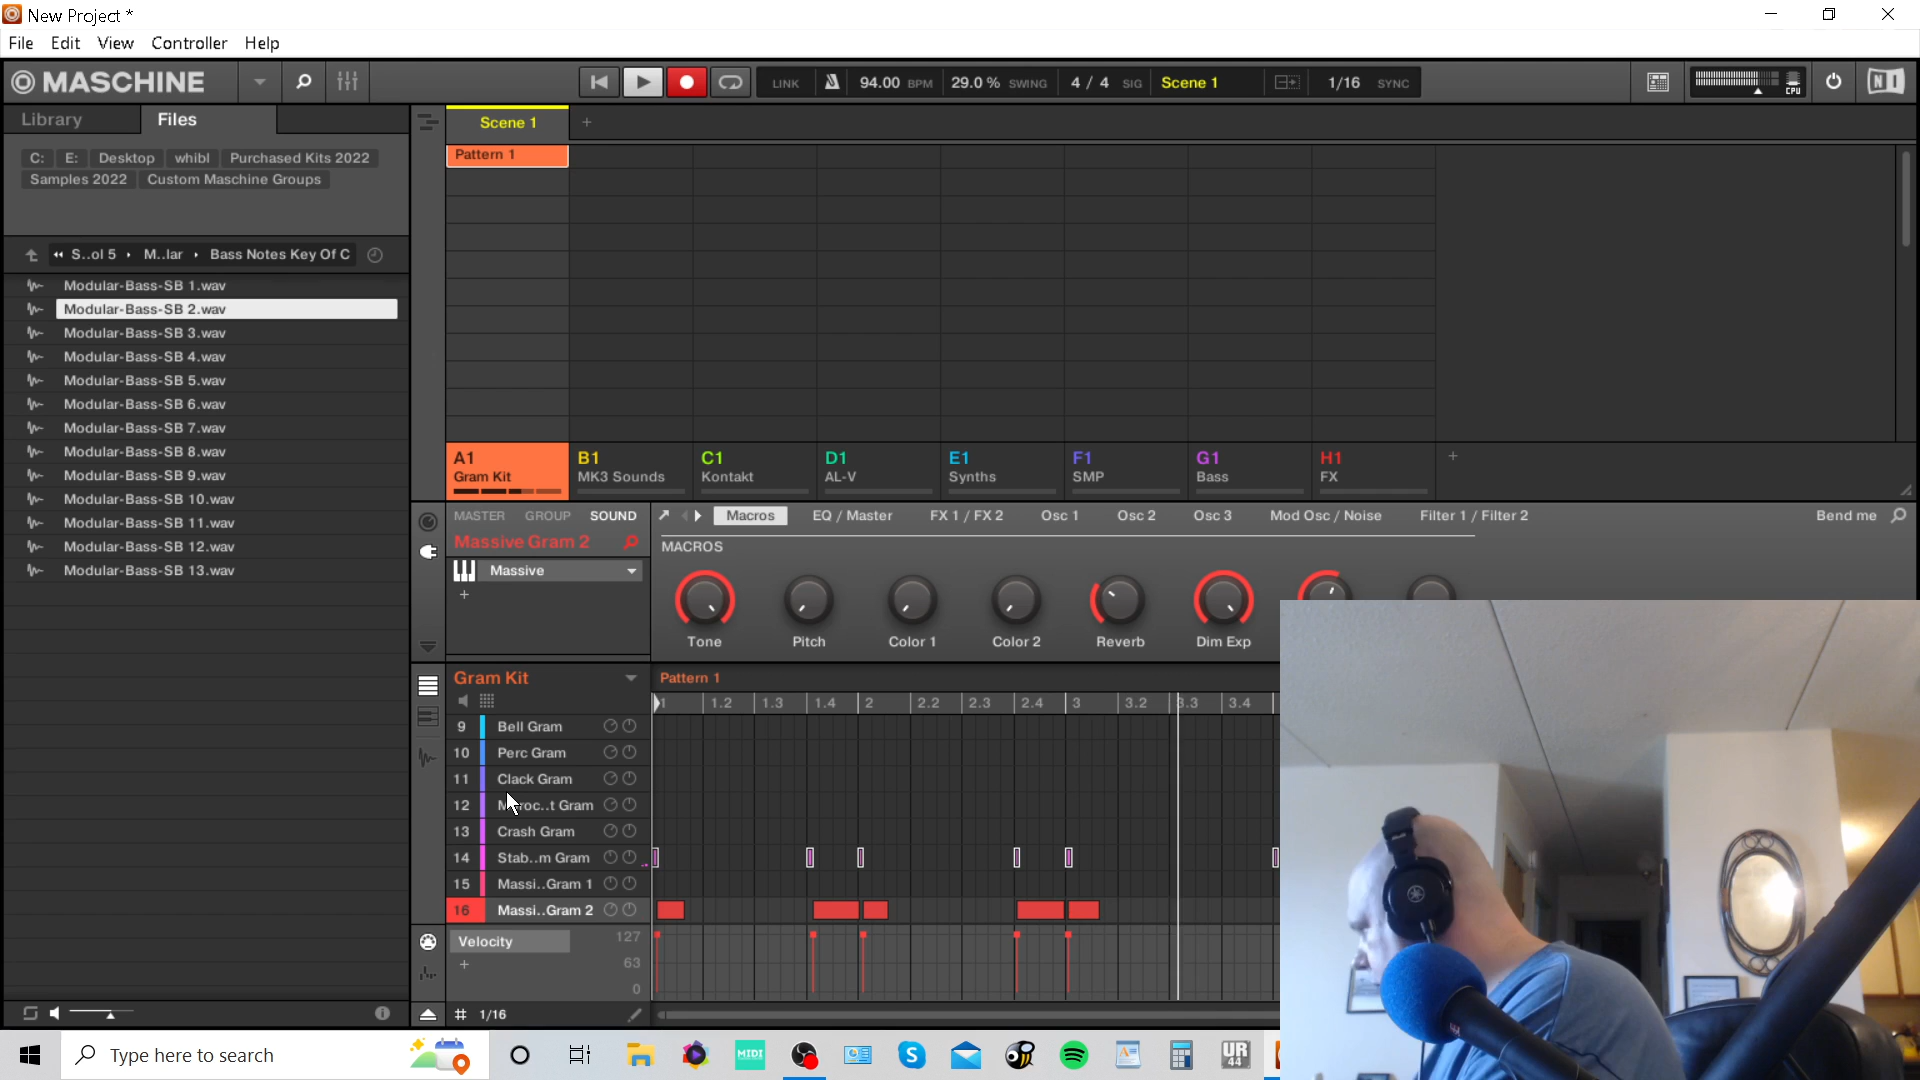 New Project *
File Edit View Controller Help
MASCHINE
LINK 94.00 BPM 29.0 % SWING 4 / 4 SIG Scene 1 1/16 SYNC CPU NI
Library Files
C: E: Desktop whibl Purchased Kits 2022
Samples 2022 Custom Maschine Groups
S..ol 5 M..lar Bass Notes Key Of C
Modular-Bass-SB 1.wav
Modular-Bass-SB 2.wav
Modular-Bass-SB 3.wav
Modular-Bass-SB 4.wav
Modular-Bass-SB 5.wav
Modular-Bass-SB 6.wav
Modular-Bass-SB 7.wav
Modular-Bass-SB 8.wav
Modular-Bass-SB 9.wav
Modular-Bass-SB 10.wav
Modular-Bass-SB 11.wav
Modular-Bass-SB 12.wav
Modular-Bass-SB 13.wav
Scene 1 +
Pattern 1
A1 B1 C1 D1 E1 F1 G1 H1 +
Gram Kit MK3 Sounds Kontakt AL-V Synths SMP Bass FX
MASTER GROUP SOUND
Massive Gram 2
Massive
+
Macros EQ / Master FX 1 / FX 2 Osc 1 Osc 2 Osc 3 Mod Osc / Noise Filter 1 / Filter 2 Bend me
MACROS
Tone Pitch Color 1 Color 2 Reverb Dim Exp
Gram Kit
Pattern 1
1 1.2 1.3 1.4 2 2.2 2.3 2.4 3 3.2 3.3 3.4
9 Bell Gram
10 Perc Gram
11 Clack Gram
12 roc..t Gram
13 Crash Gram
14 Stab..m Gram
15 Massi..Gram 1
16 Massi..Gram 2
Velocity 127
+ 63
0
1/16
Type here to search
MIDI
UR
44